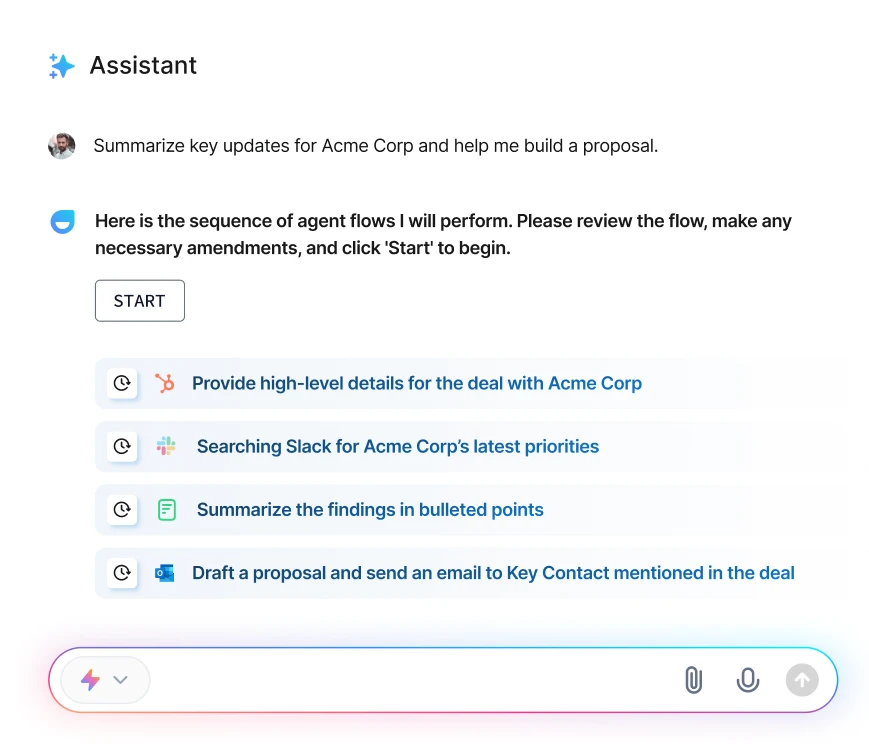 Assistant
Summarize key updates for Acme Corp and help me build a proposal.
Here is the sequence of agent flows I will perform. Please review the flow, make any
necessary amendments, and click 'Start' to begin.
START
Provide high-level details for the deal with Acme Corp
Searching Slack for Acme Corp’s latest priorities
Summarize the findings in bulleted points
Draft a proposal and send an email to Key Contact mentioned in the deal